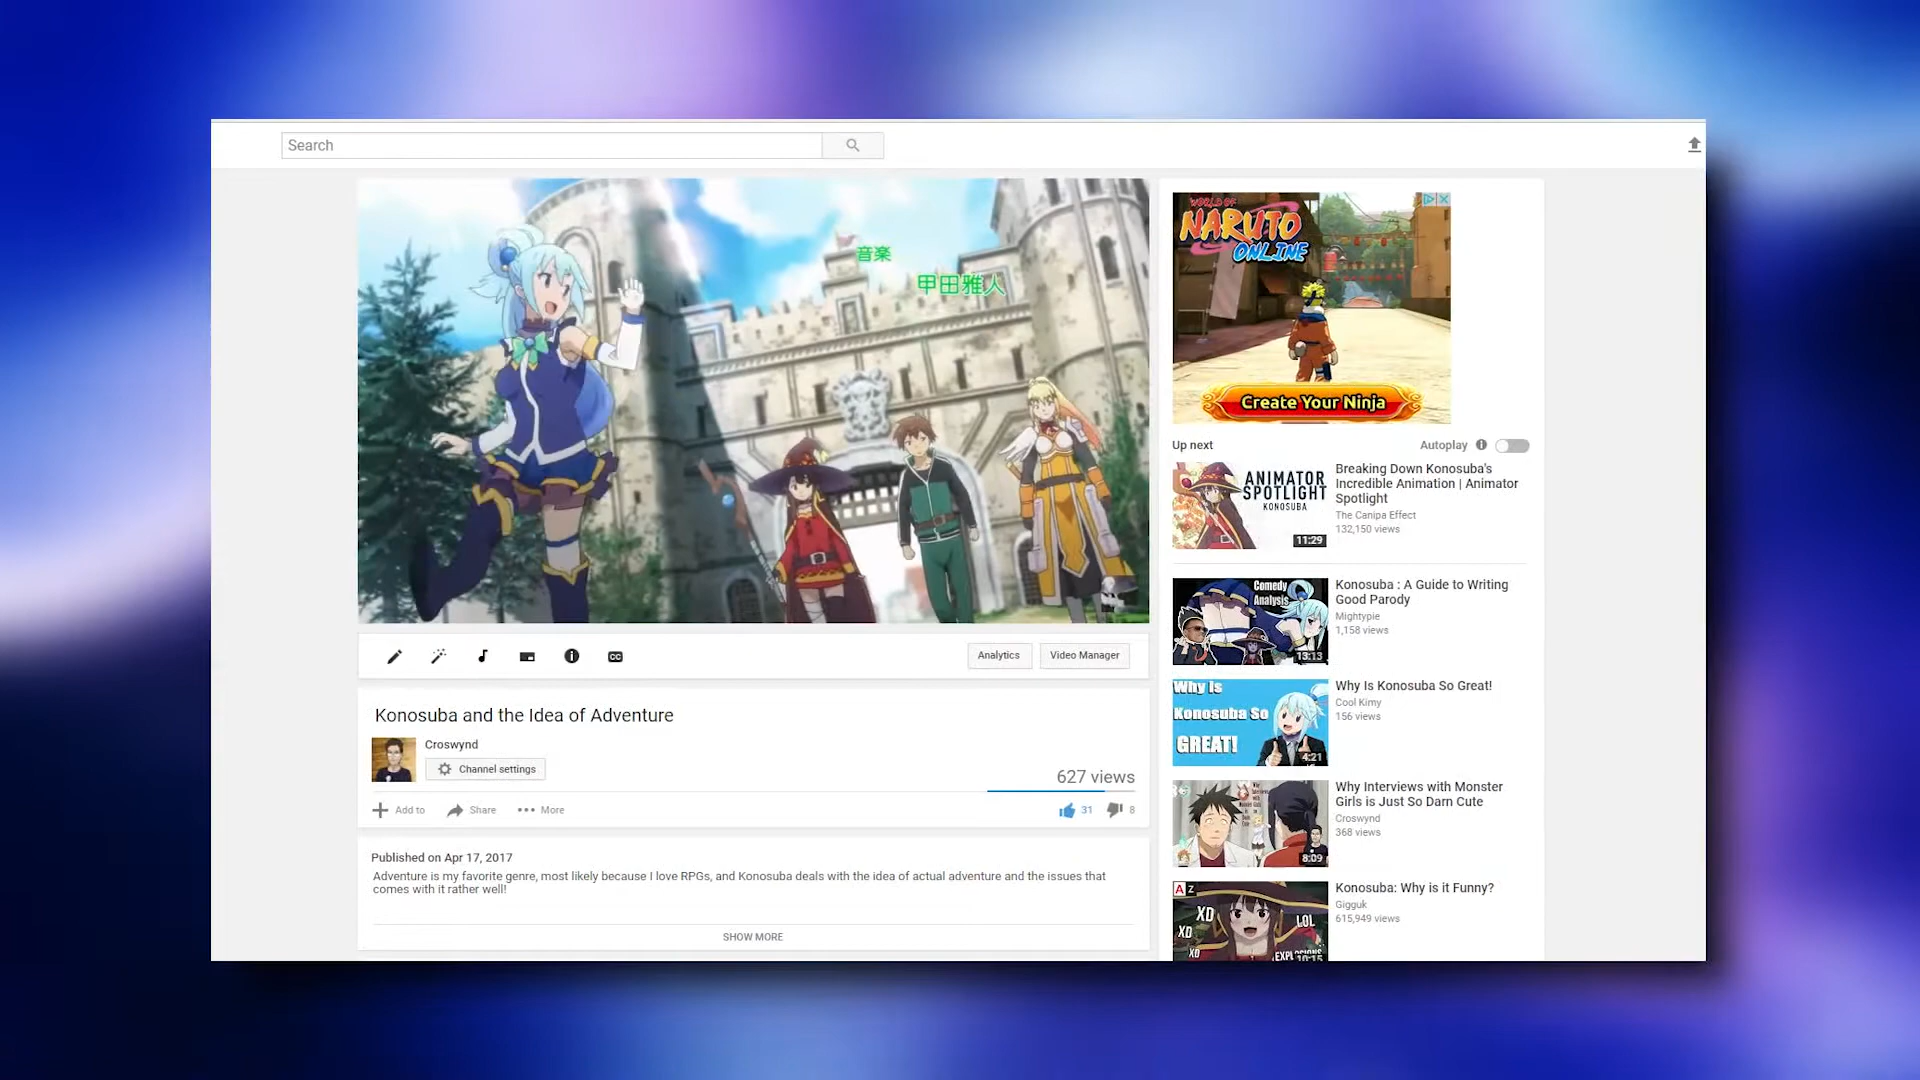 Search
音楽
甲田雅人
WORLD OF
NARUTO
ONLINE
Create Your Ninja
Analytics
Video Manager
Konosuba and the Idea of Adventure
Croswynd
Channel settings
627 views
Add to
Share
More
31
8
Published on Apr 17, 2017
Adventure is my favorite genre, most likely because I love RPGs, and Konosuba deals with the idea of actual adventure and the issues that
comes with it rather well!
SHOW MORE
Up next
Autoplay
ANIMATOR
SPOTLIGHT
KONOSUBA
11:29
Breaking Down Konosuba's
Incredible Animation | Animator
Spotlight
The Canipa Effect
132,150 views
Comedy
Analysis
13:13
Konosuba : A Guide to Writing
Good Parody
Mightypie
1,158 views
Why Is
Konosuba So
GREAT!
4:21
Why Is Konosuba So Great!
Cool Kimy
156 views
8:09
Why Interviews with Monster
Girls is Just So Darn Cute
Croswynd
368 views
A Z
XD
XD
XD
LOL
10:15
Konosuba: Why is it Funny?
Gigguk
615,949 views